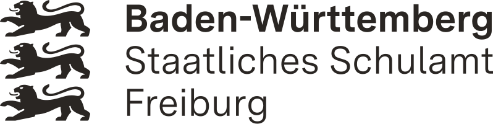 Baden-Württemberg
Staatliches Schulamt
Freiburg